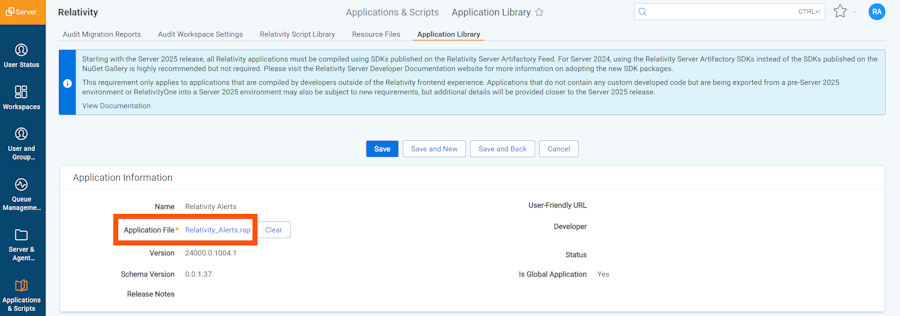 Server
Relativity
Applications & Scripts
Application Library
CTRL+/
RA
Audit Migration Reports
Audit Workspace Settings
Relativity Script Library
Resource Files
Application Library
User Status
Workspaces
User and
Group...
Queue
Manageme...
Server &
Agent...
Applications
& Scripts
Starting with the Server 2025 release, all Relativity applications must be compiled using SDKs published on the Relativity Server Artifactory Feed. For Server 2024, using the Relativity Server Artifactory SDKs instead of the SDKs published on the
NuGet Gallery is highly recommended but not required. Please visit the Relativity Server Developer Documentation website for more information on adopting the new SDK packages.
This requirement only applies to applications that are compiled by developers outside of the Relativity frontend experience. Applications that do not contain any custom developed code but are being exported from a pre-Server 2025
environment or RelativityOne into a Server 2025 environment may also be subject to new requirements, but additional details will be provided closer to the Server 2025 release.
View Documentation
Save
Save and New
Save and Back
Cancel
Application Information
Name Relativity Alerts
Application File* Relativity_Alerts.rap Clear
Version 24000.0.1004.1
Schema Version 0.0.1.37
Release Notes
User-Friendly URL
Developer
Status
Is Global Application Yes